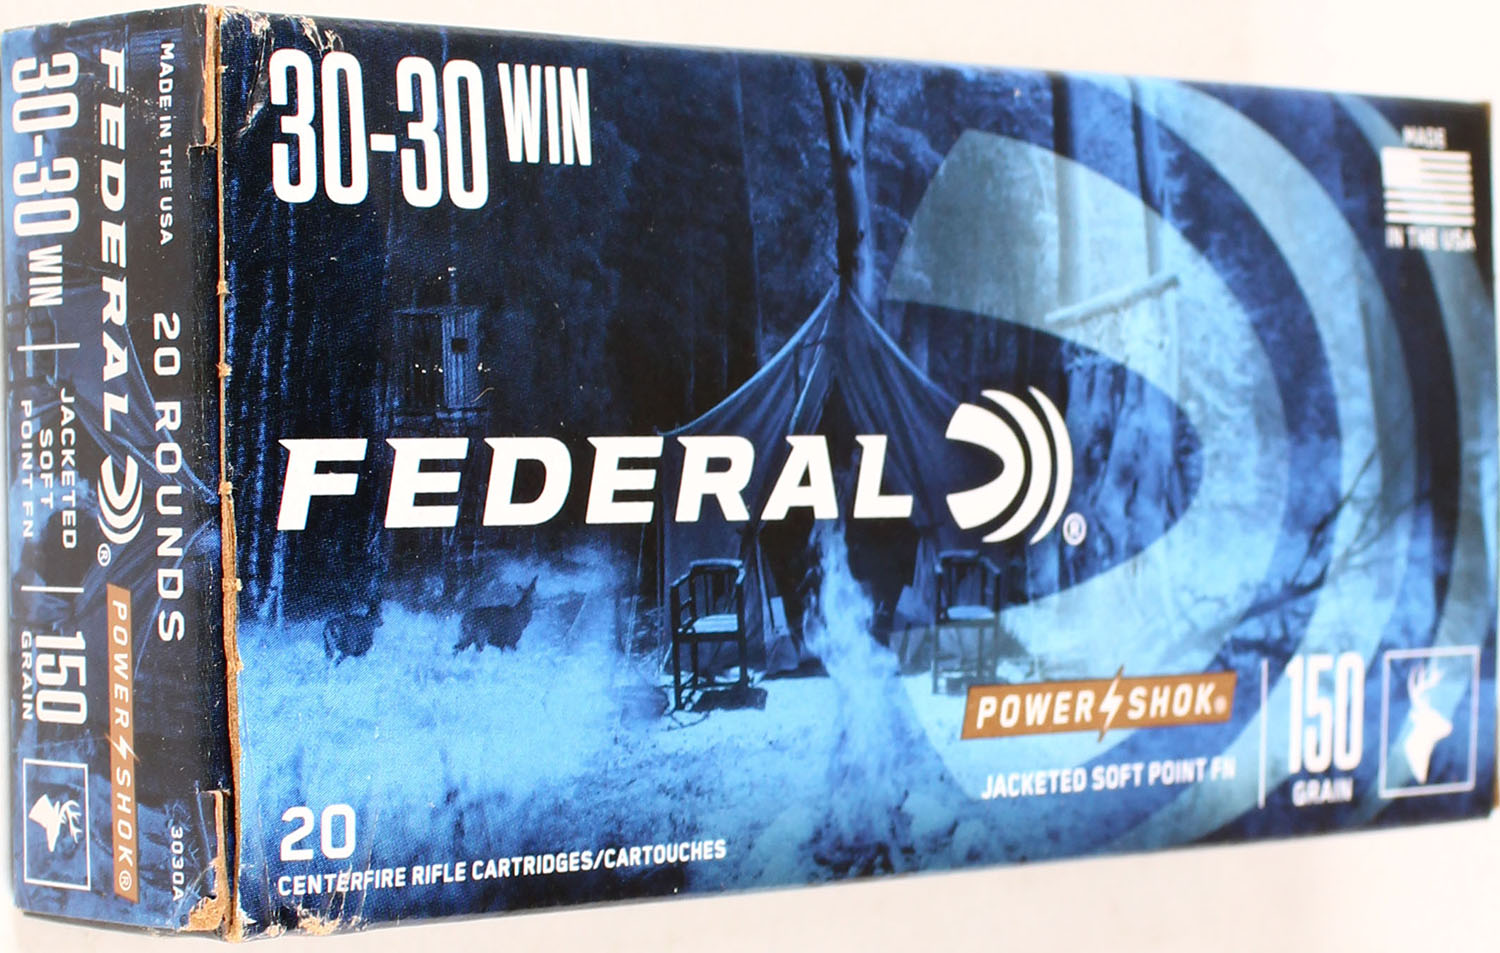 30-30 WIN
MADE
IN THE USA
FEDERAL®
POWER SHOK®
JACKETED SOFT POINT FN
150
GRAIN
20
CENTERFIRE RIFLE CARTRIDGES/CARTOUCHES
MADE IN THE USA
20 ROUNDS
3030A
FEDERAL®
POWER SHOK®
30-30 WIN
JACKETED
SOFT
POINT FN
150
GRAIN